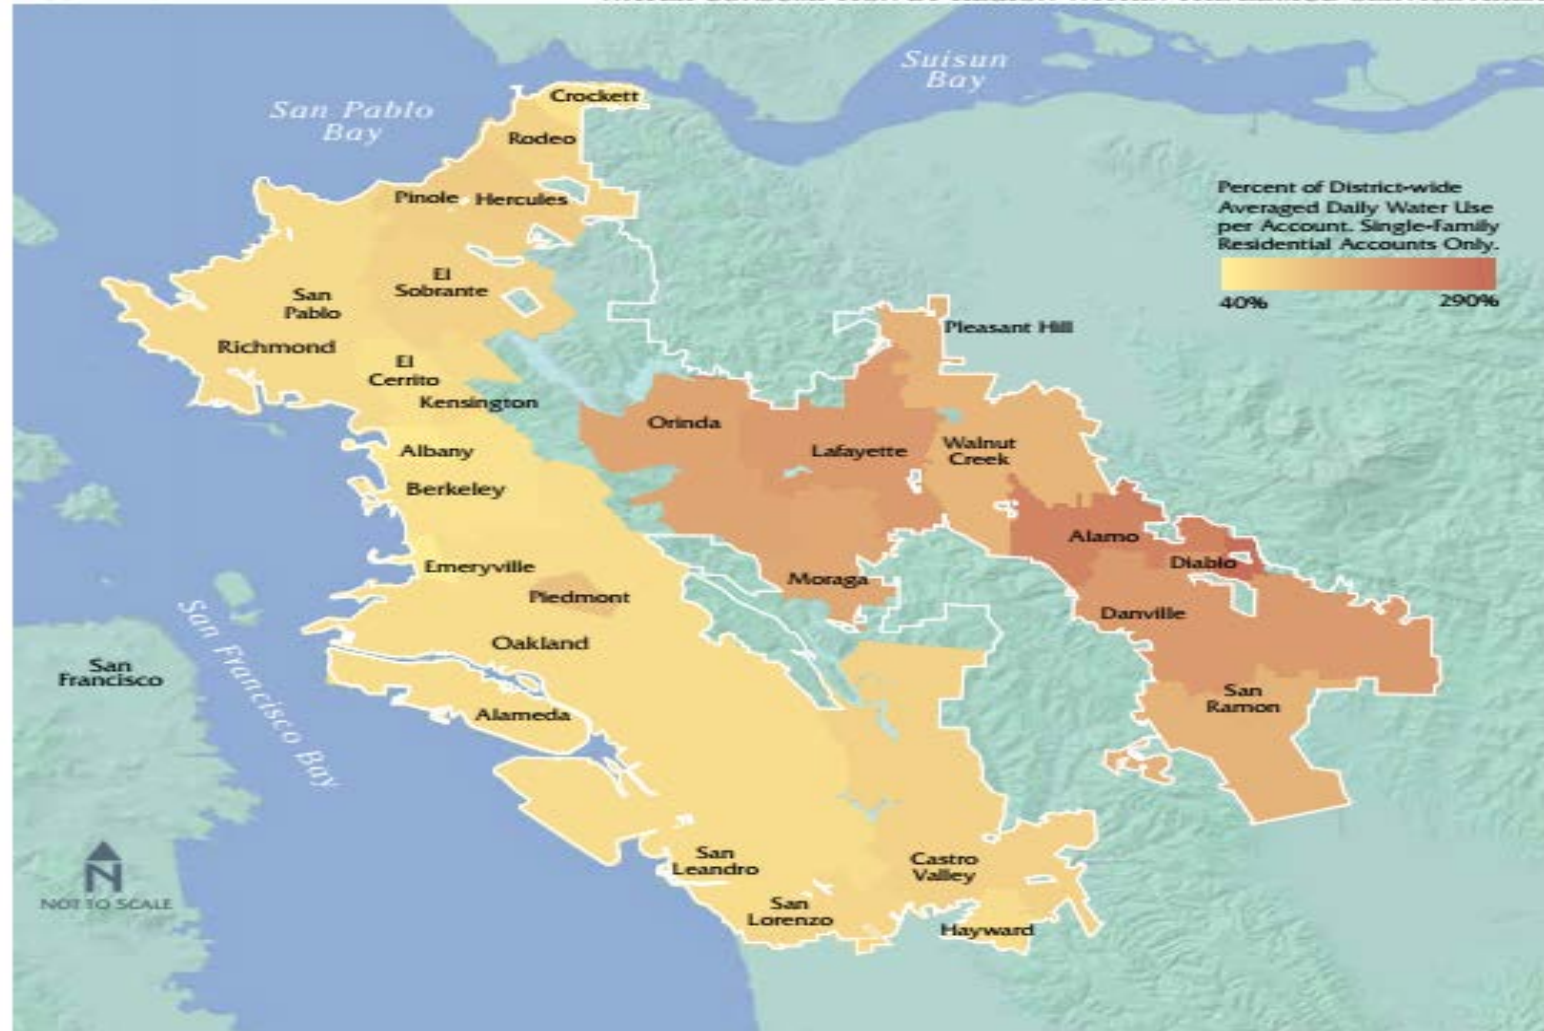 Suisun
Bay
San Pablo
Bay
Crockett
Rodeo
Pinole
Hercules
Percent of District-wide
Averaged Daily Water Use
per Account. Single-Family
Residential Accounts Only.
40%
290%
El
Sobrante
San
Pablo
Richmond
El
Cerrito
Kensington
Pleasant Hill
Orinda
Lafayette
Walnut
Creek
Albany
Berkeley
Alamo
Diablo
Emeryville
Moraga
Piedmont
Danville
Oakland
San Francisco Bay
San
Francisco
San
Ramon
Alameda
San
Leandro
Castro
Valley
San
Lorenzo
Hayward
N
NOT TO SCALE